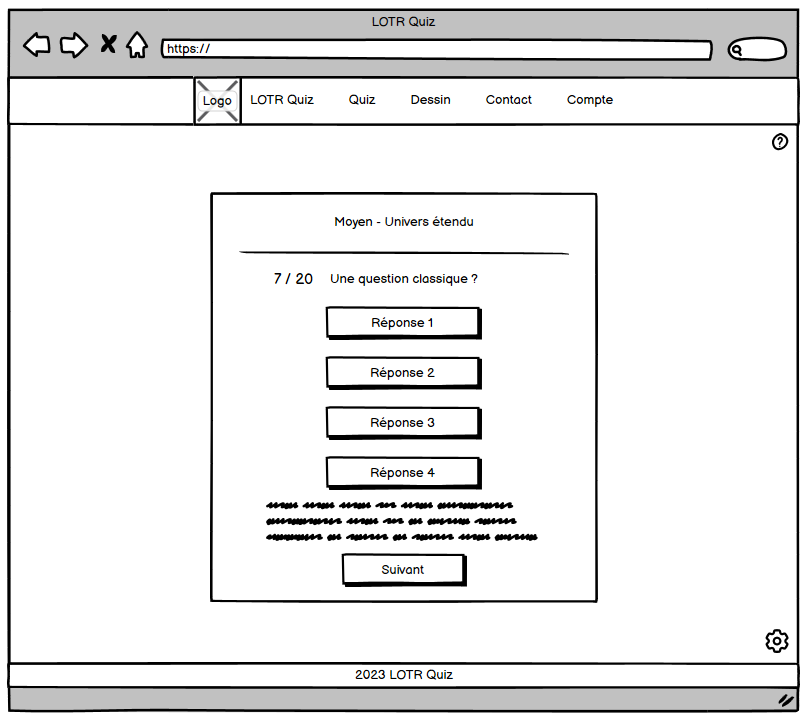 LOTR Quiz
https://
Logo LOTR Quiz Quiz Dessin Contact Compte
?
Moyen - Univers étendu
7 / 20 Une question classique ?
Réponse 1
Réponse 2
Réponse 3
Réponse 4
Suivant
2023 LOTR Quiz